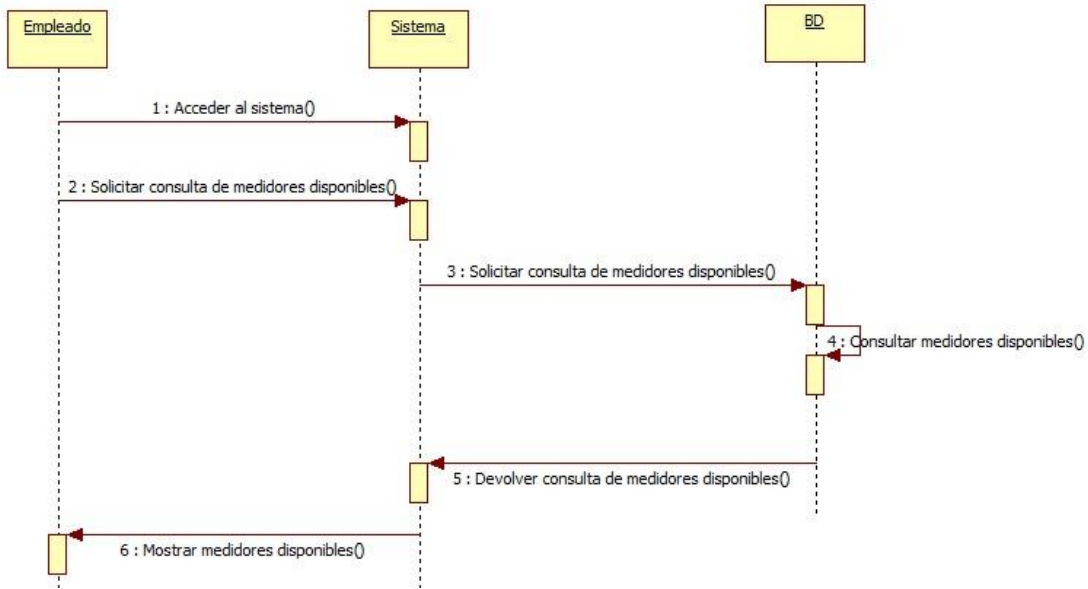 Empleado
Sistema
BD
1 : Acceder al sistema()
2 : Solicitar consulta de medidores disponibles()
3 : Solicitar consulta de medidores disponibles()
4 : Consultar medidores disponibles()
5 : Devolver consulta de medidores disponibles()
6 : Mostrar medidores disponibles()